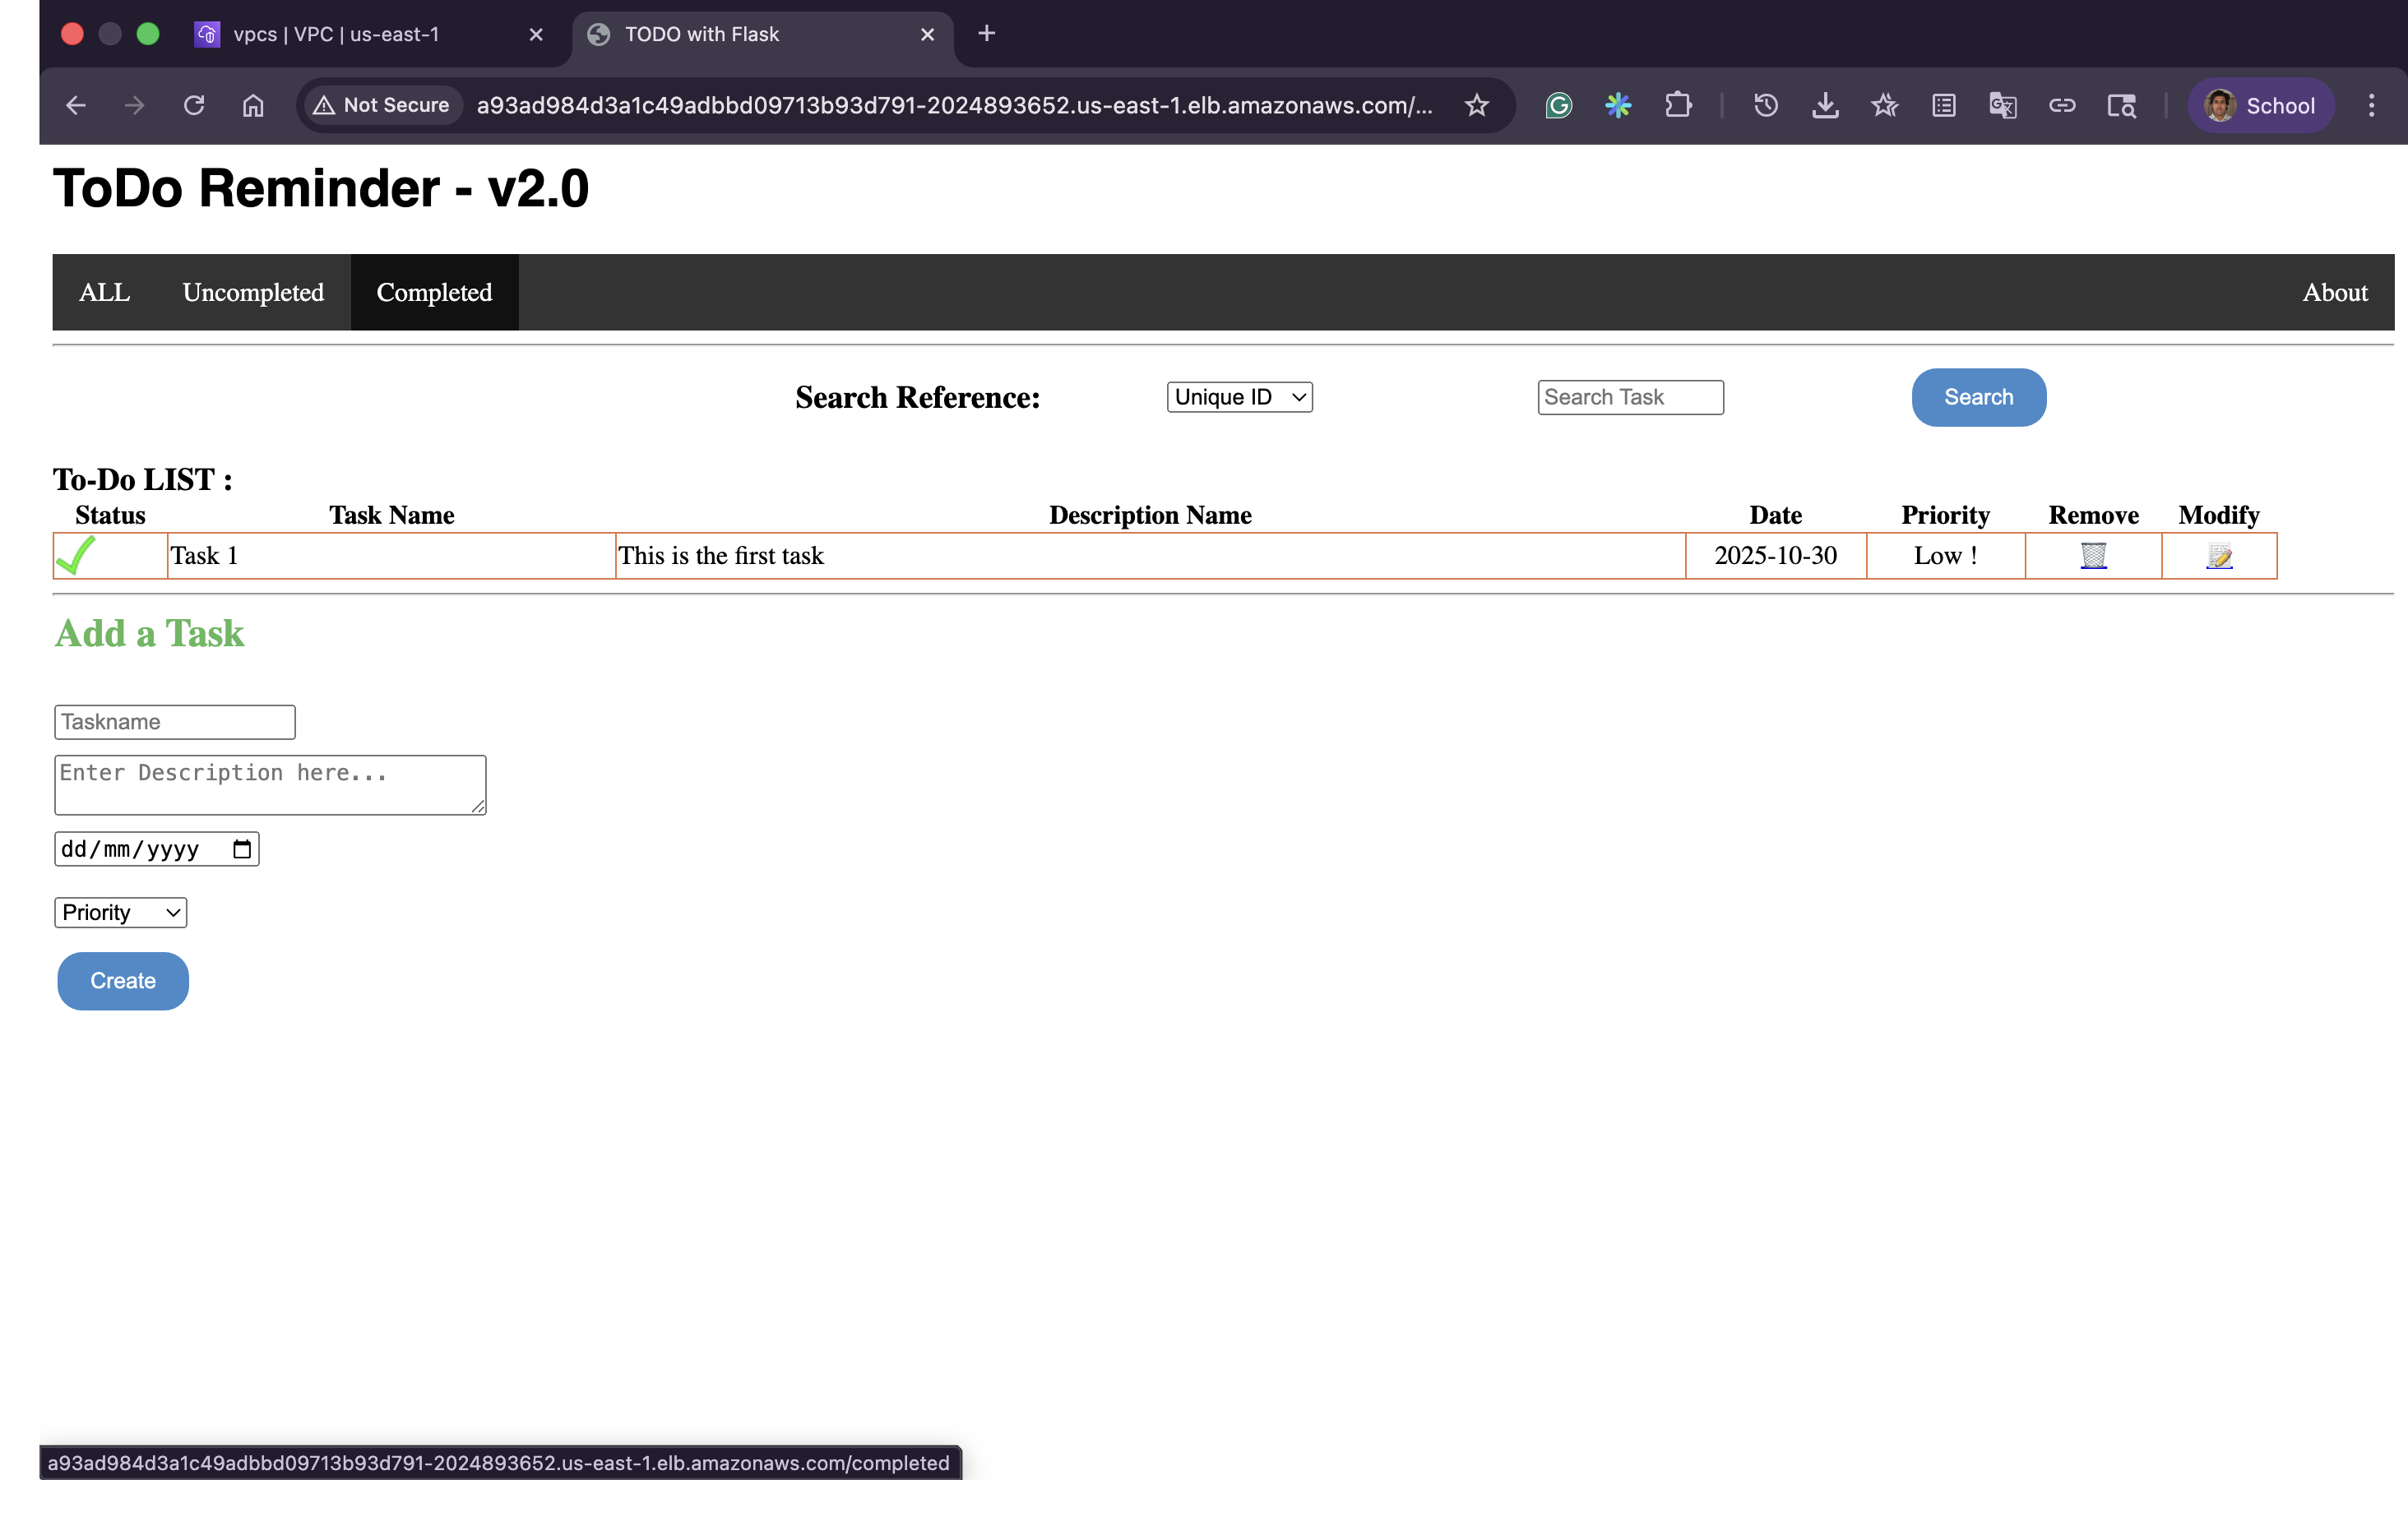 vpcs | VPC | us-east-1
TODO with Flask
Not Secure
a93ad984d3a1c49adbbd09713b93d791-2024893652.us-east-1.elb.amazonaws.com/...
School
ToDo Reminder - v2.0
ALL Uncompleted Completed About
Search Reference: Unique ID Search Task Search
To-Do LIST :
Status Task Name Description Name Date Priority Remove Modify
Task 1 This is the first task 2025-10-30 Low !
Add a Task
Taskname
Enter Description here...
dd/mm/yyyy
Priority
Create
a93ad984d3a1c49adbbd09713b93d791-2024893652.us-east-1.elb.amazonaws.com/completed